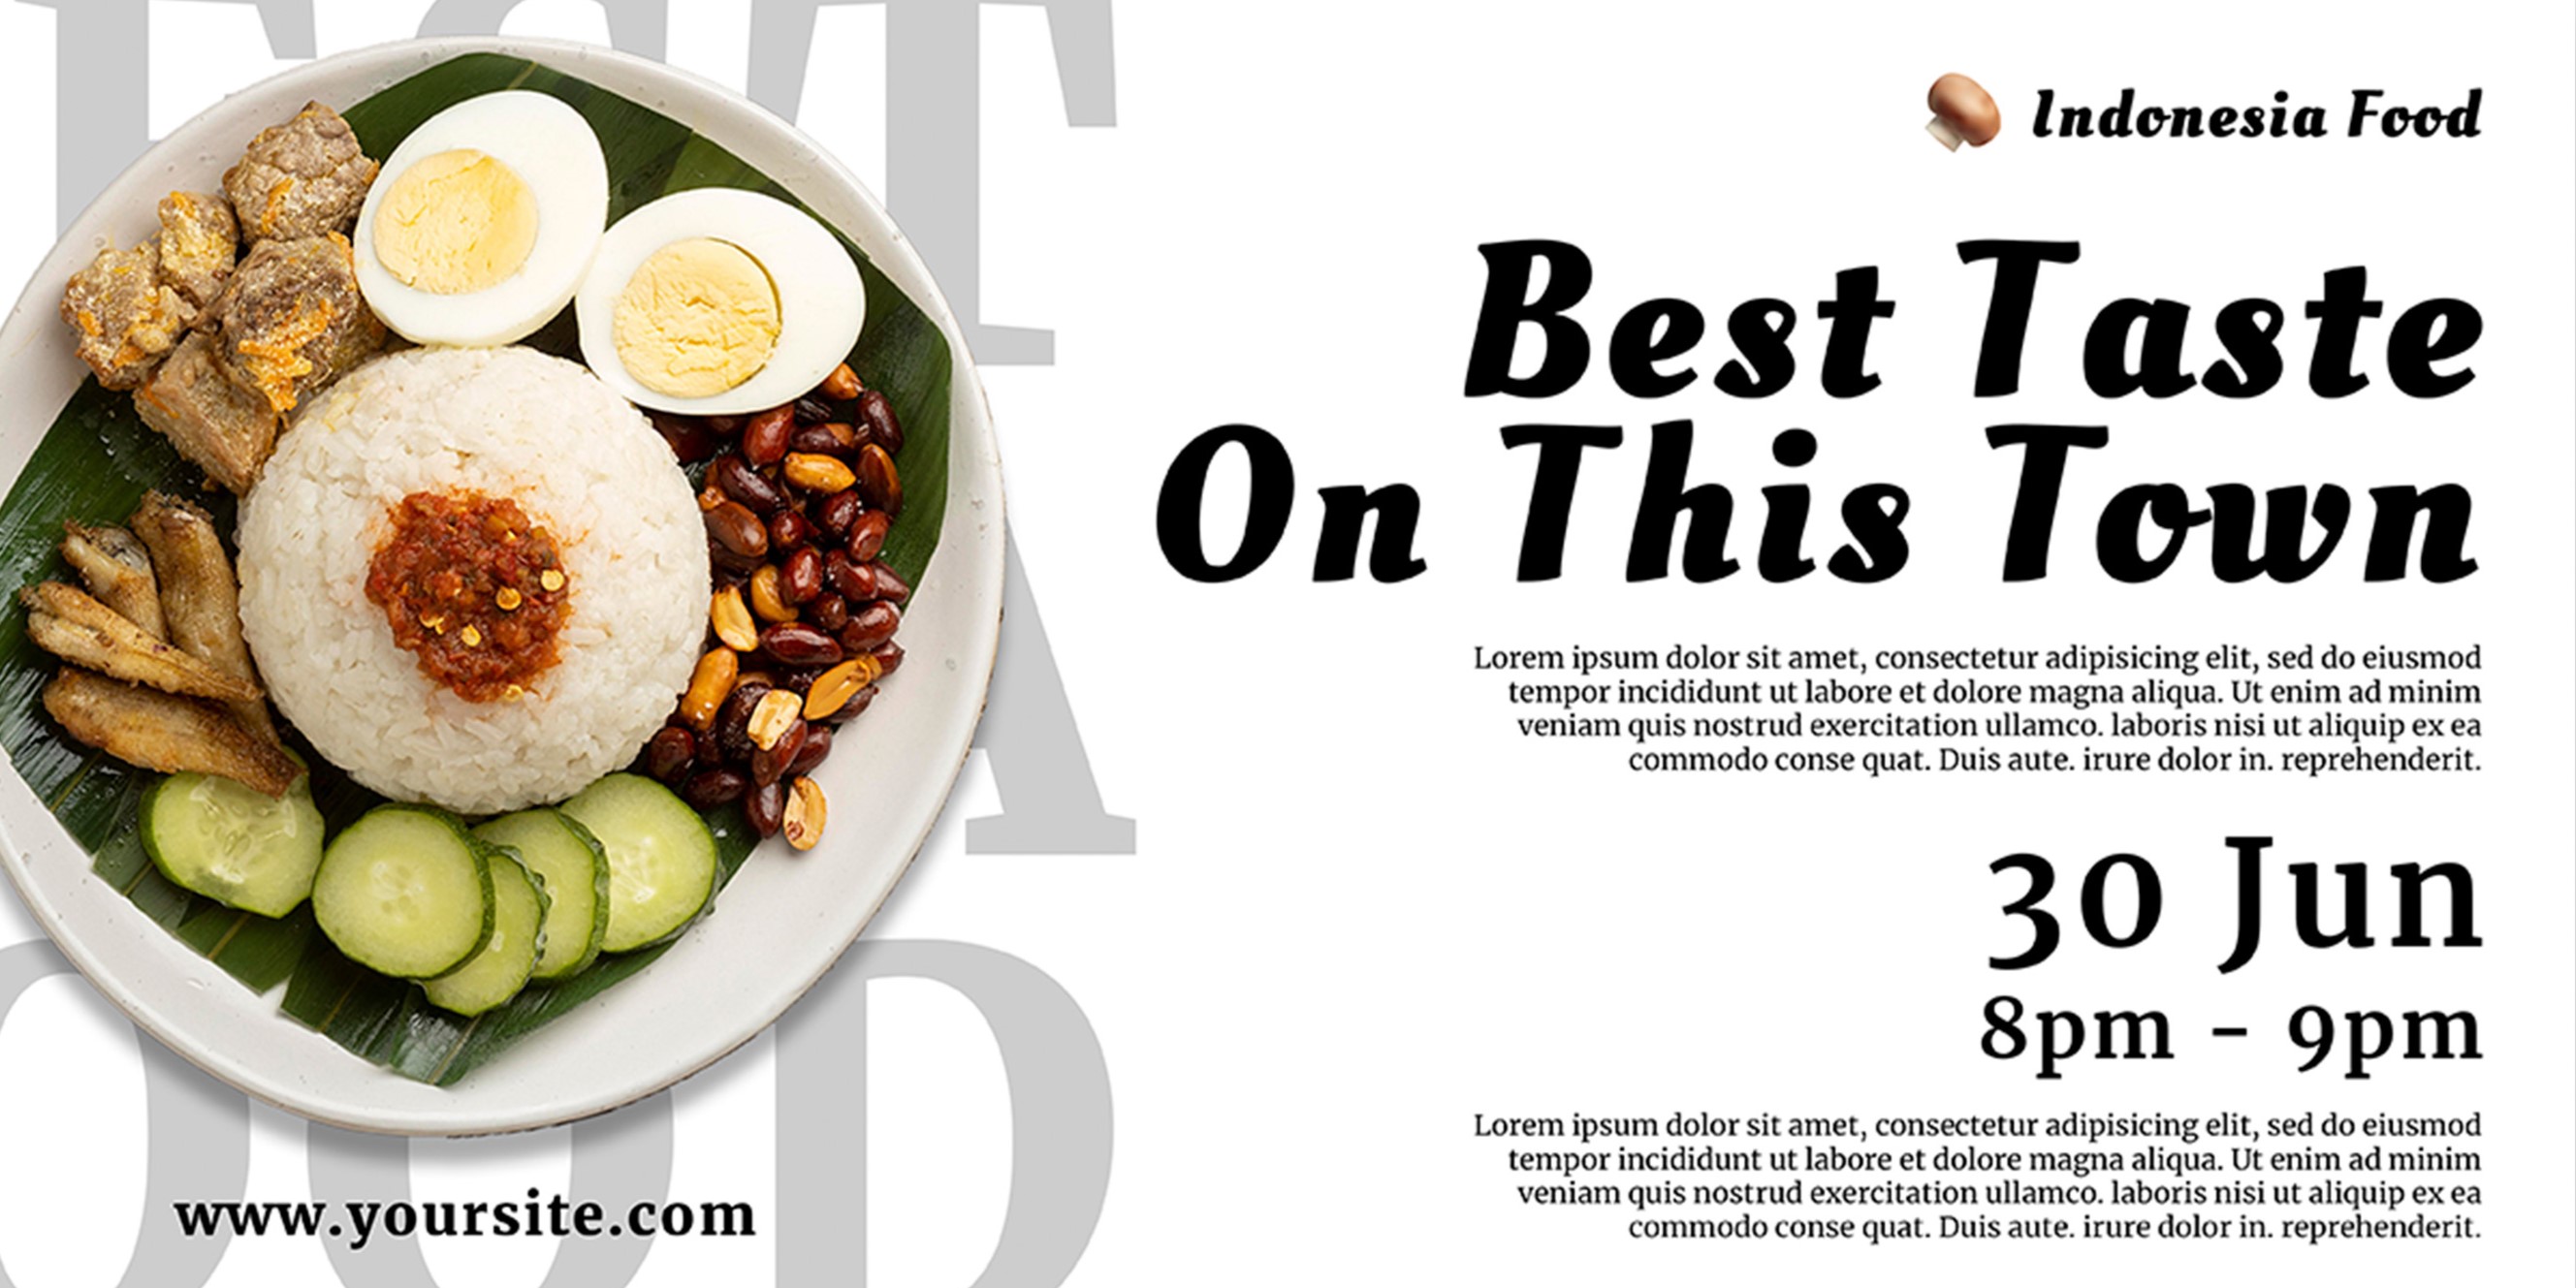 Indonesia Food
Best Taste
On This Town
Lorem ipsum dolor sit amet, consectetur adipisicing elit, sed do eiusmod
tempor incididunt ut labore et dolore magna aliqua. Ut enim ad minim
veniam quis nostrud exercitation ullamco. laboris nisi ut aliquip ex ea
commodo conse quat. Duis aute. irure dolor in. reprehenderit.
30 Jun
8pm - 9pm
Lorem ipsum dolor sit amet, consectetur adipisicing elit, sed do eiusmod
tempor incididunt ut labore et dolore magna aliqua. Ut enim ad minim
veniam quis nostrud exercitation ullamco. laboris nisi ut aliquip ex ea
commodo conse quat. Duis aute. irure dolor in. reprehenderit.
www.yoursite.com